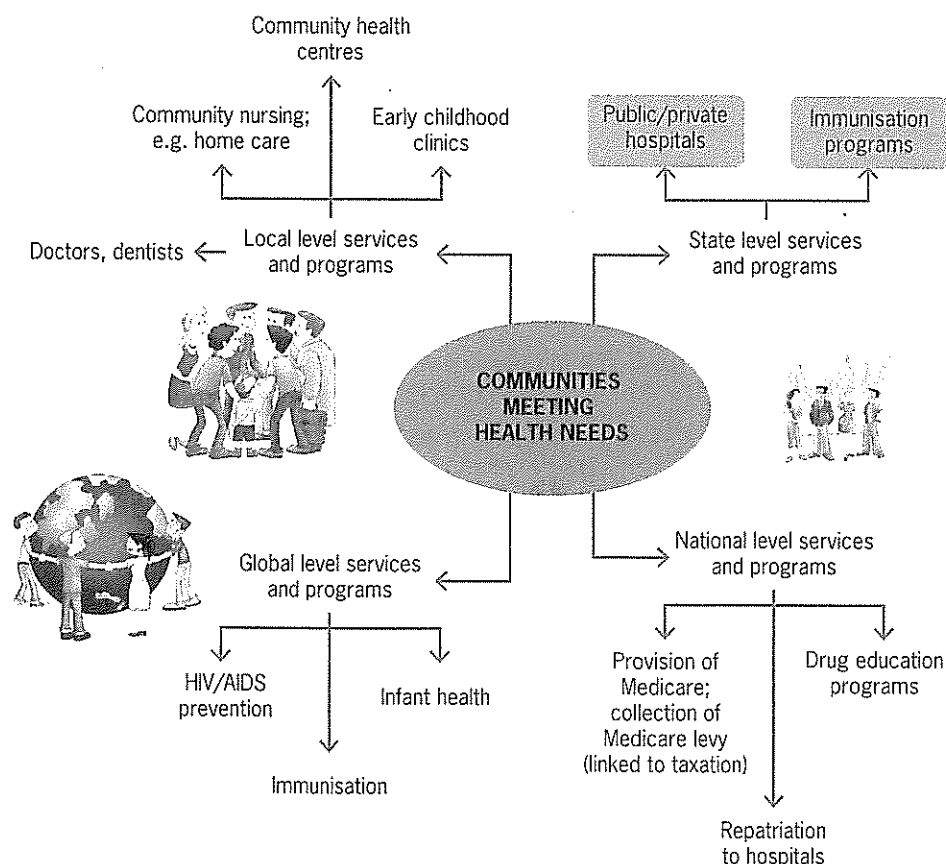 Community health
centres
Community nursing;
e.g. home care
Early childhood
clinics
Public/private
hospitals
Immunisation
programs
Doctors, dentists
Local level services
and programs
State level services
and programs
COMMUNITIES
MEETING
HEALTH NEEDS
Global level services
and programs
National level services
and programs
HIV/AIDS
prevention
Infant health
Immunisation
Provision of
Medicare;
collection of
Medicare levy
(linked to taxation)
Drug education
programs
Repatriation
to hospitals